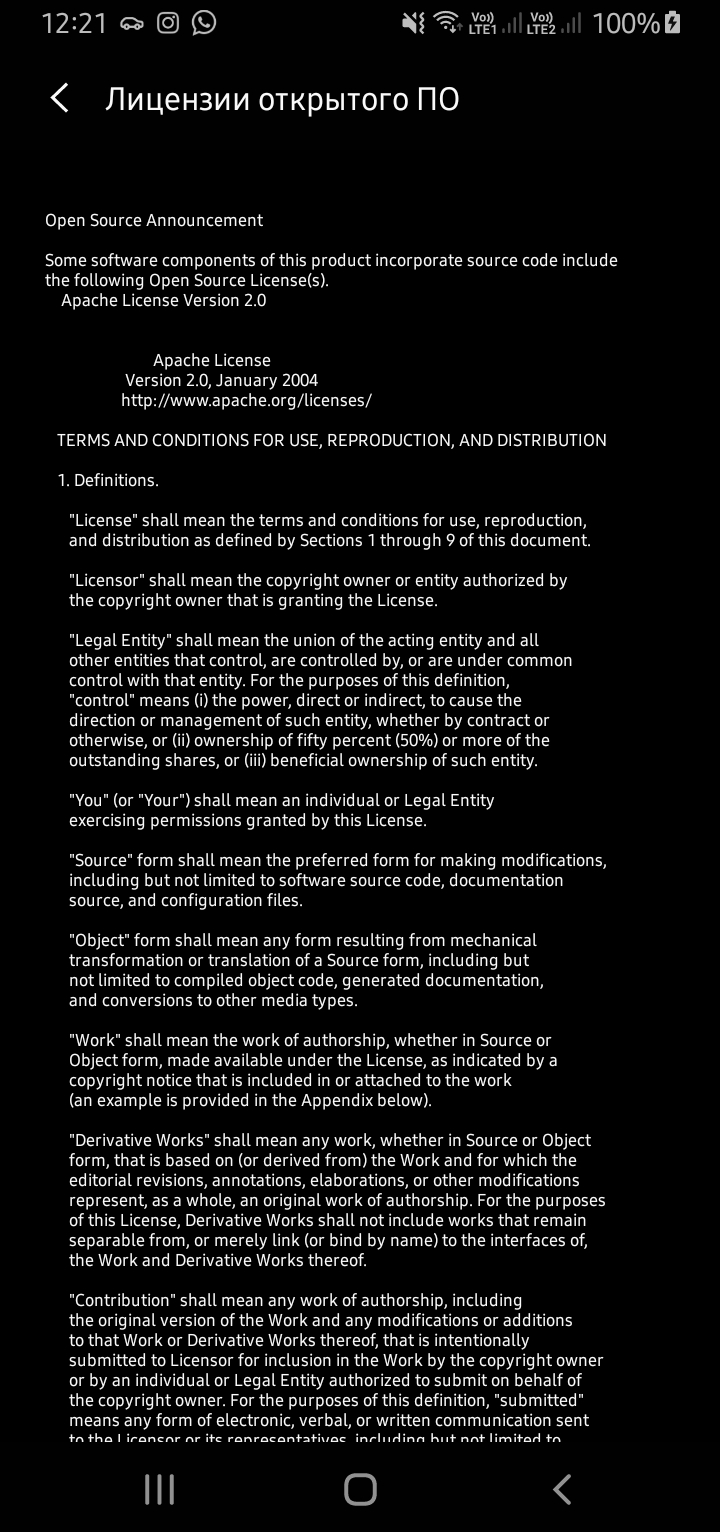 12:21 Vo)) LTE1 Vo)) LTE2 100%
Лицензии открытого ПО
Open Source Announcement
Some software components of this product incorporate source code include
the following Open Source License(s).
Apache License Version 2.0
Apache License
Version 2.0, January 2004
http://www.apache.org/licenses/
TERMS AND CONDITIONS FOR USE, REPRODUCTION, AND DISTRIBUTION
1. Definitions.
"License" shall mean the terms and conditions for use, reproduction,
and distribution as defined by Sections 1 through 9 of this document.
"Licensor" shall mean the copyright owner or entity authorized by
the copyright owner that is granting the License.
"Legal Entity" shall mean the union of the acting entity and all
other entities that control, are controlled by, or are under common
control with that entity. For the purposes of this definition,
"control" means (i) the power, direct or indirect, to cause the
direction or management of such entity, whether by contract or
otherwise, or (ii) ownership of fifty percent (50%) or more of the
outstanding shares, or (iii) beneficial ownership of such entity.
"You" (or "Your") shall mean an individual or Legal Entity
exercising permissions granted by this License.
"Source" form shall mean the preferred form for making modifications,
including but not limited to software source code, documentation
source, and configuration files.
"Object" form shall mean any form resulting from mechanical
transformation or translation of a Source form, including but
not limited to compiled object code, generated documentation,
and conversions to other media types.
"Work" shall mean the work of authorship, whether in Source or
Object form, made available under the License, as indicated by a
copyright notice that is included in or attached to the work
(an example is provided in the Appendix below).
"Derivative Works" shall mean any work, whether in Source or Object
form, that is based on (or derived from) the Work and for which the
editorial revisions, annotations, elaborations, or other modifications
represent, as a whole, an original work of authorship. For the purposes
of this License, Derivative Works shall not include works that remain
separable from, or merely link (or bind by name) to the interfaces of,
the Work and Derivative Works thereof.
"Contribution" shall mean any work of authorship, including
the original version of the Work and any modifications or additions
to that Work or Derivative Works thereof, that is intentionally
submitted to Licensor for inclusion in the Work by the copyright owner
or by an individual or Legal Entity authorized to submit on behalf of
the copyright owner. For the purposes of this definition, "submitted"
means any form of electronic, verbal, or written communication sent
to the Licensor or its representatives, including but not limited to